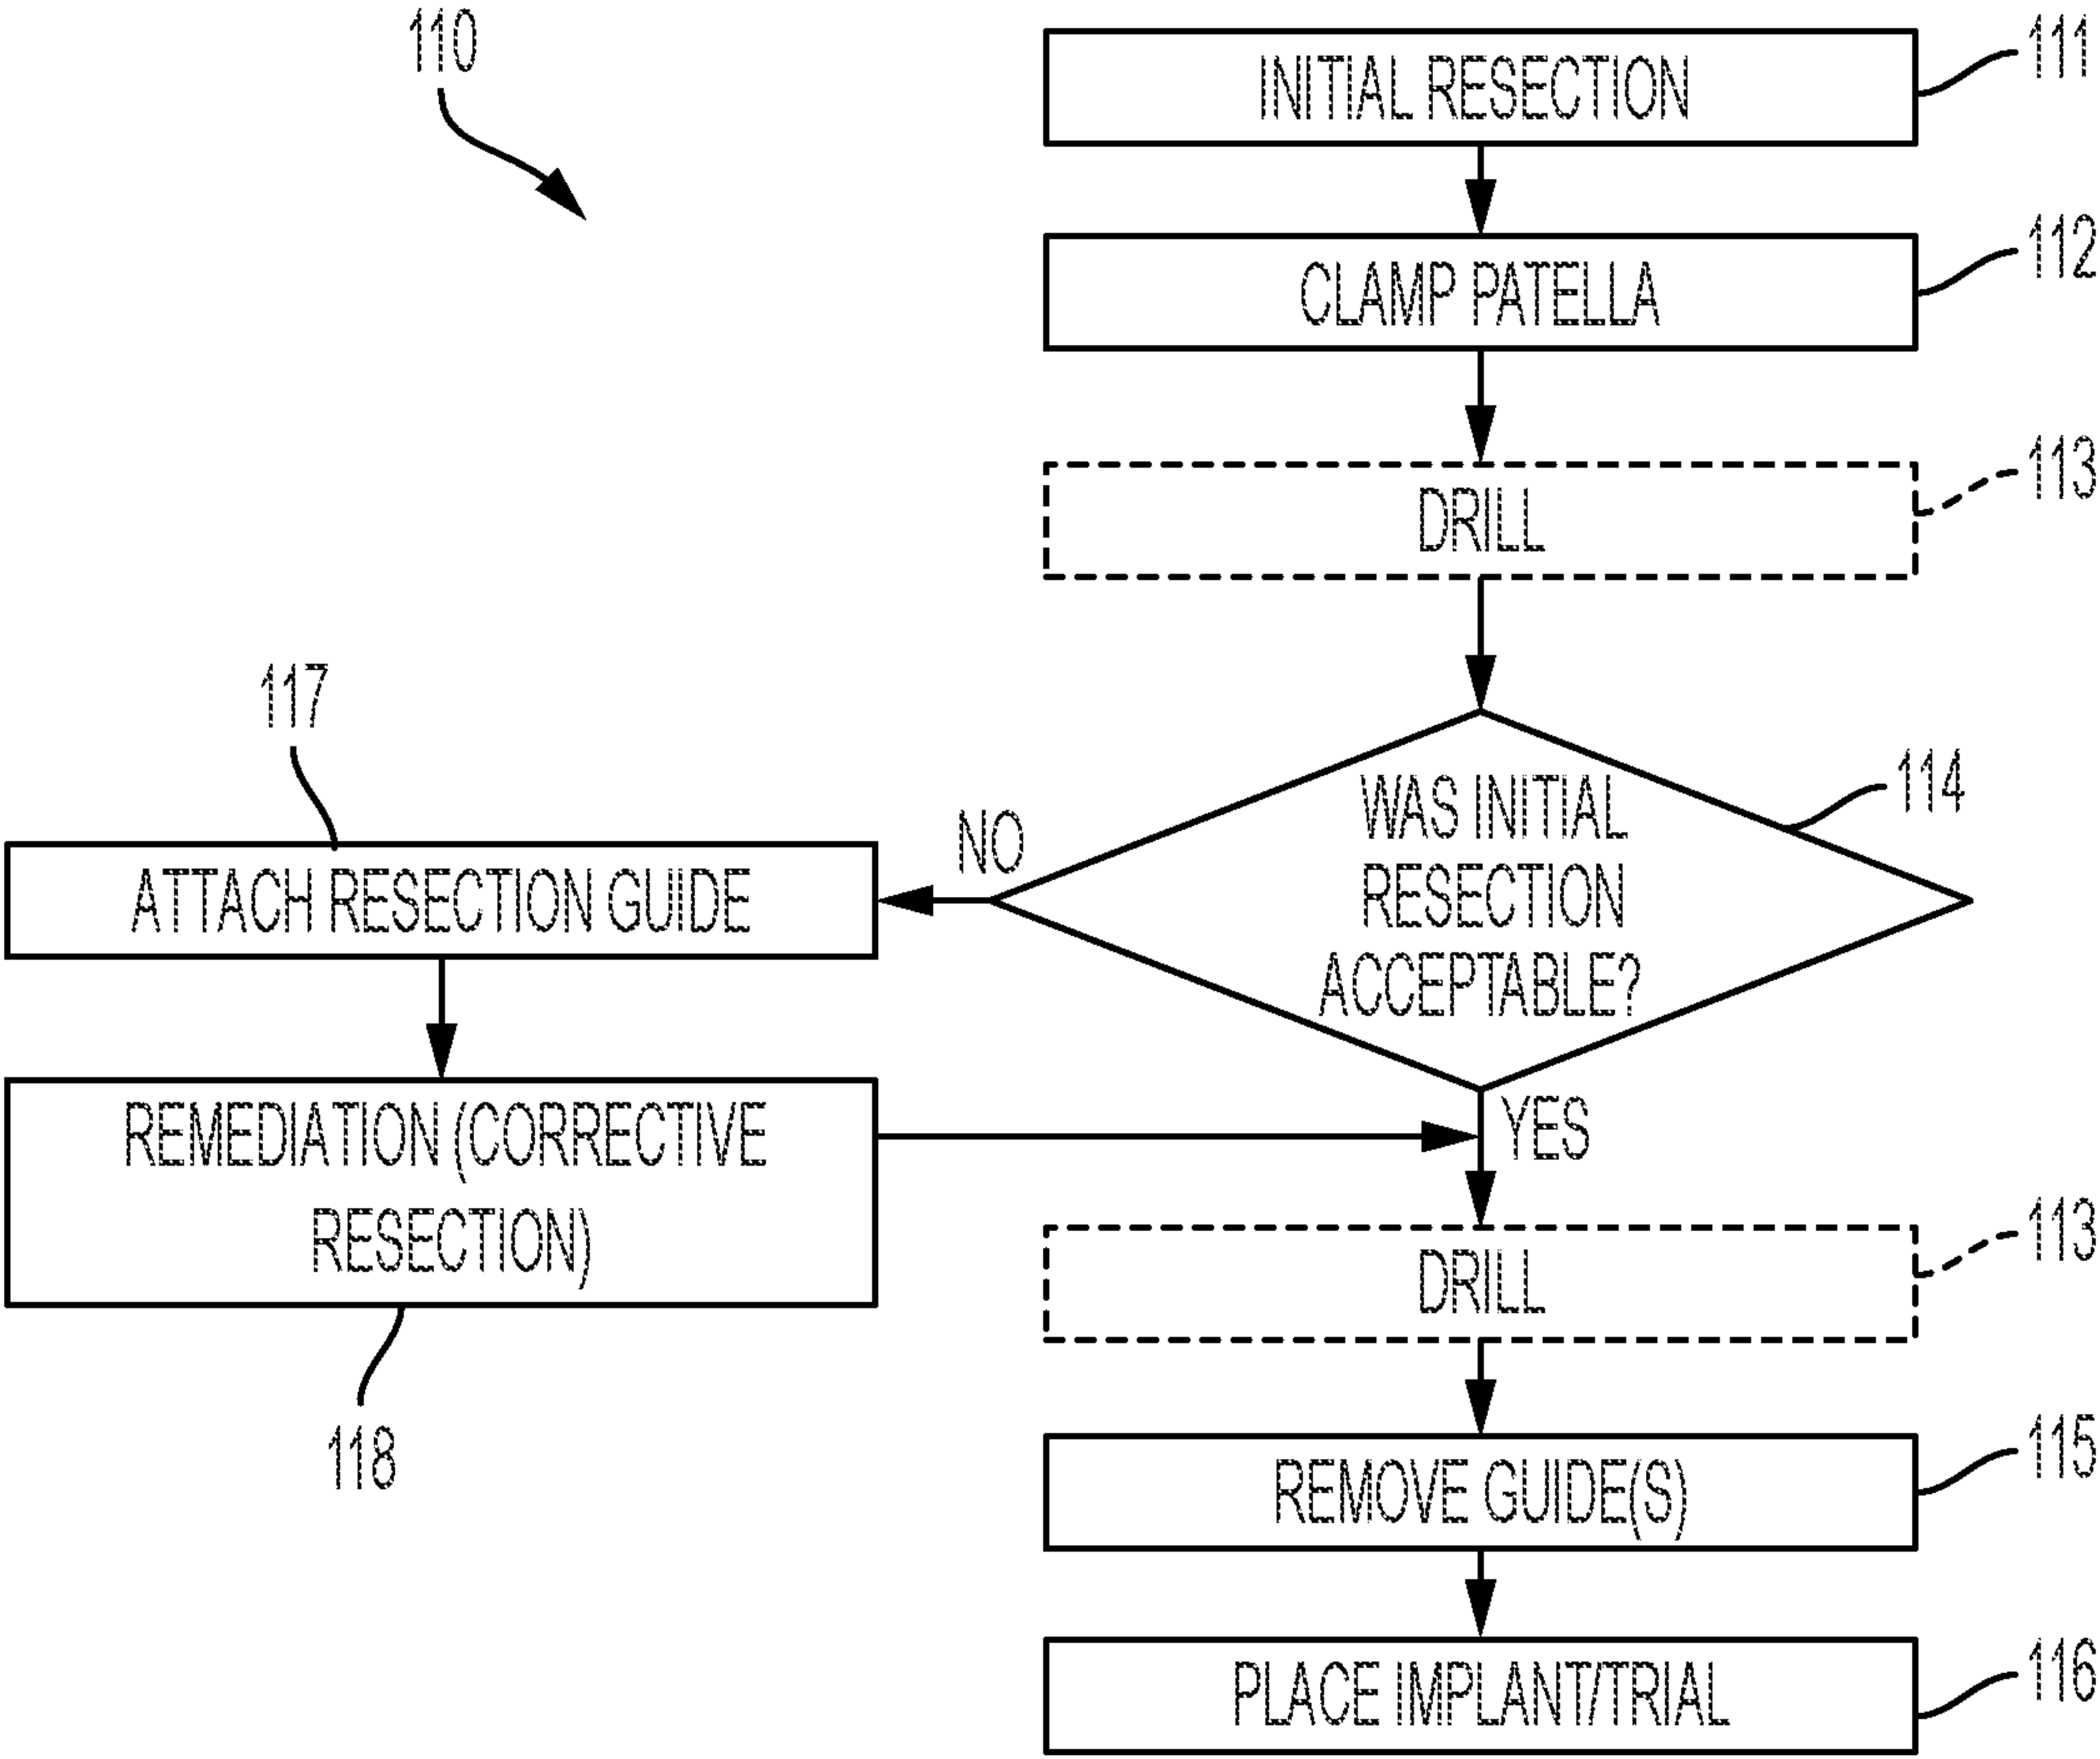 110
INITIAL RESECTION
111
CLAMP PATELLA
112
DRILL
113
WAS INITIAL
RESECTION
ACCEPTABLE?
114
NO
117
ATTACH RESECTION GUIDE
REMEDIATION (CORRECTIVE
RESECTION)
118
YES
DRILL
113
REMOVE GUIDE(S)
115
PLACE IMPLANT/TRIAL
116